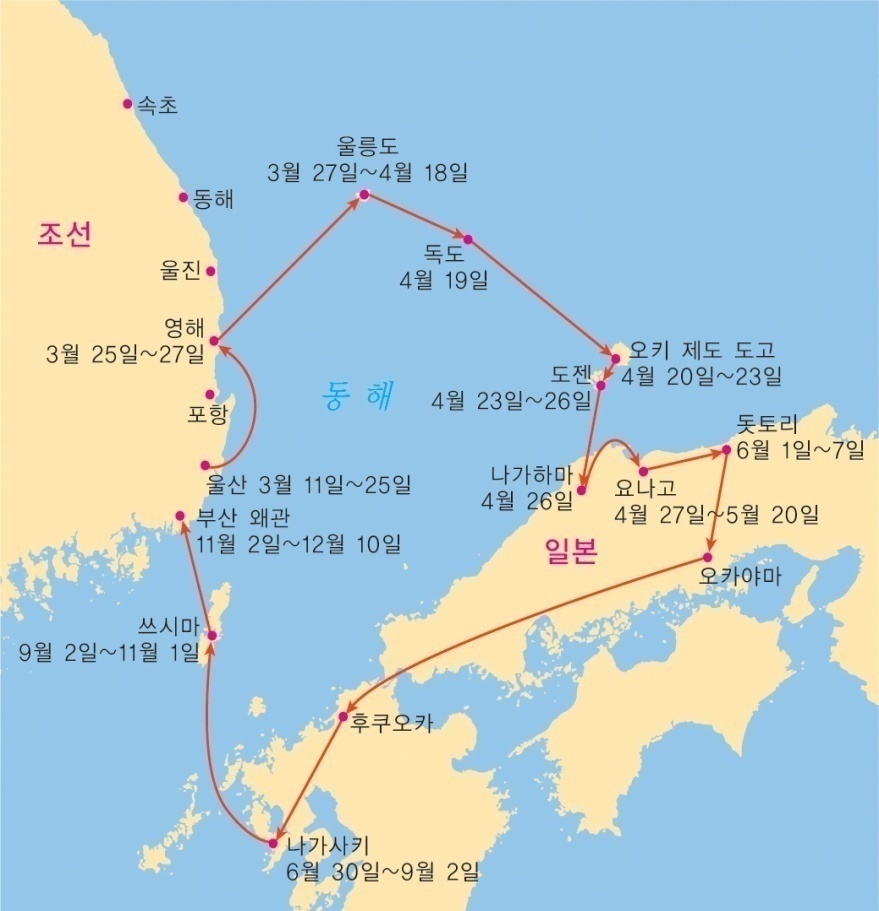 속초
울릉도
3월 27일~4월 18일
동해
조선
독도
4월 19일
울진
영해
3월 25일~27일
오키 제도 도고
4월 20일~23일
도젠
4월 23일~26일
동 해
포항
돗토리
6월 1일~7일
울산 3월 11일~25일
나가하마
4월 26일
요나고
4월 27일~5월 20일
부산 왜관
11월 2일~12월 10일
일본
오카야마
쓰시마
9월 2일~11월 1일
후쿠오카
나가사키
6월 30일~9월 2일